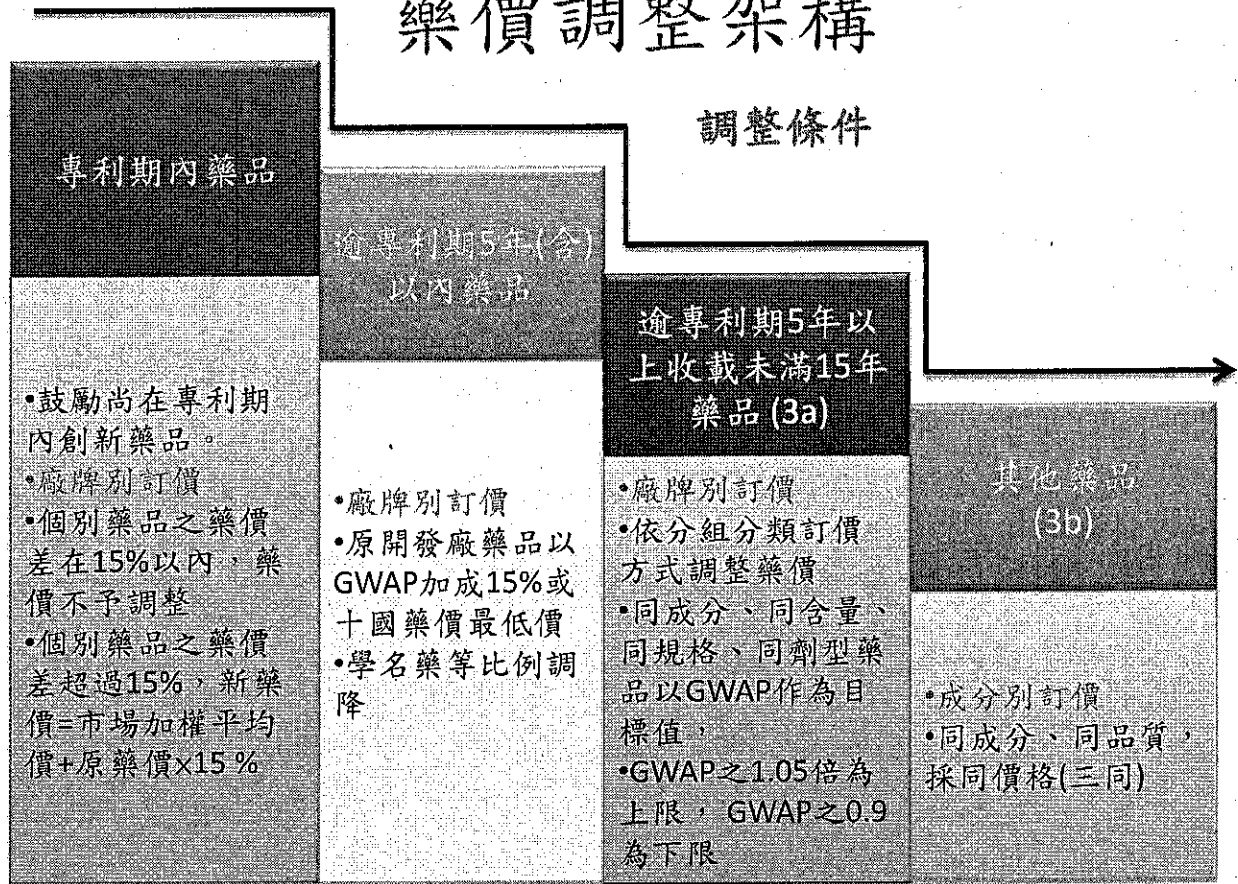 藥價調整架構
調整條件
專利期內藥品
•鼓勵尚在專利期
內創新藥品。
•廠牌別訂價
•個別藥品之藥價
差在15%以內，藥
價不予調整
•個別藥品之藥價
差超過15%，新藥
價=市場加權平均
價+原藥價x15 %
逾專利期5年(含)
以內藥品
•廠牌別訂價
•原開發廠藥品以
GWAP加成15%或
十國藥價最低價
•學名藥等比例調
降
逾專利期5年以
上收載未滿15年
藥品 (3a)
•廠牌別訂價
•依分組分類訂價
方式調整藥價
•同成分、同含量、
同規格、同劑型藥
品以GWAP作為目
標值，
•GWAP之1.05倍為
上限， GWAP之0.9
為下限
其他藥品
(3b)
•成分別訂價
•同成分、同品質，
採同價格(三同)